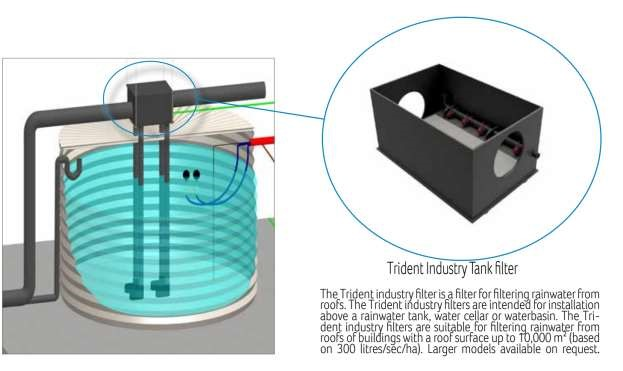 Trident Industry Tank filter
The Trident industry filter is a filter for filtering rainwater from
roofs. The Trident industry filters are intended for installation
above a rainwater tank, water cellar or waterbasin. The Tri-
dent industry filters are suitable for filtering rainwater from
roofs of buildings with a roof surface up to 10,000 m² (based
on 300 litres/sec/ha). Larger models available on request.